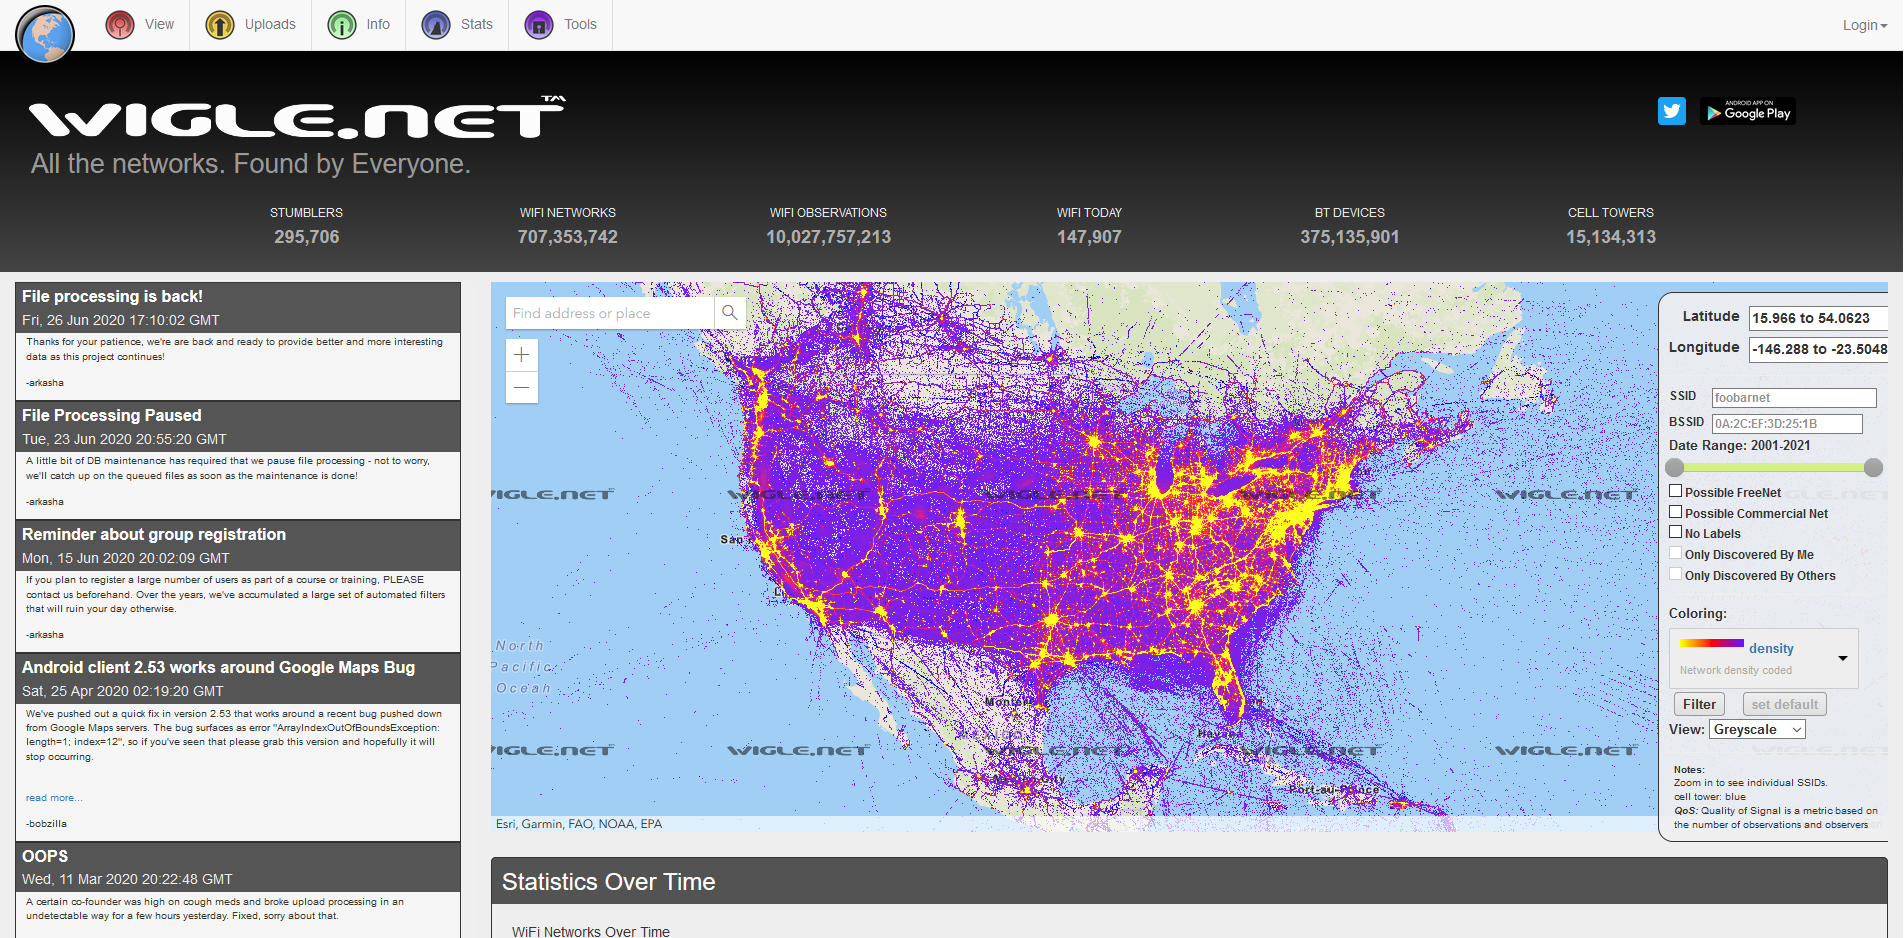 View
Uploads
Info
Stats
Tools
Login
WIGLE.NET™
All the networks. Found by Everyone.
ANDROID APP ON
Google Play
STUMBLERS
295,706
WIFI NETWORKS
707,353,742
WIFI OBSERVATIONS
10,027,757,213
WIFI TODAY
147,907
BT DEVICES
375,135,901
CELL TOWERS
15,134,313
File processing is back!
Fri, 26 Jun 2020 17:10:02 GMT
Thanks for your patience, we're are back and ready to provide better and more interesting
data as this project continues!
-arkasha
File Processing Paused
Tue, 23 Jun 2020 20:55:20 GMT
A little bit of DB maintenance has required that we pause file processing - not to worry,
we'll catch up on the queued files as soon as the maintenance is done!
-arkasha
Reminder about group registration
Mon, 15 Jun 2020 20:02:09 GMT
If you plan to register a large number of users as part of a course or training, PLEASE
contact us beforehand. Over the years, we've accumulated a large set of automated filters
that will ruin your day otherwise.
-arkasha
Android client 2.53 works around Google Maps Bug
Sat, 25 Apr 2020 02:19:20 GMT
We've pushed out a quick fix in version 2.53 that works around a recent bug pushed down
from Google Maps servers. The bug surfaces as error "ArrayIndexOutOfBoundsException:
length=1; index=12", so if you've seen that please grab this version and hopefully it will
stop occurring.
read more...
-bobzilla
OOPS
Wed, 11 Mar 2020 20:22:48 GMT
A certain co-founder was high on cough meds and broke upload processing in an
undetectable way for a few hours yesterday. Fixed, sorry about that.
Find address or place
+
−
WIGLE.NET WIGLE.NET WIGLE.NET WIGLE.NET WIGLE.NET
San
North
Pacific
Ocean
WIGLE.NET WIGLE.NET WIGLE.NET WIGLE.NET WIGLE.NET
Havana
City
Port-au-Prince
Esri, Garmin, FAO, NOAA, EPA
Latitude 15.966 to 54.0623
Longitude -146.288 to -23.5048
SSID foobarnet
BSSID 0A:2C:EF:3D:25:1B
Date Range: 2001-2021
Possible FreeNet
Possible Commercial Net
No Labels
Only Discovered By Me
Only Discovered By Others
Coloring:
density
Network density coded
Filter set default
View: Greyscale
Notes:
Zoom in to see individual SSIDs.
cell tower: blue
QoS: Quality of Signal is a metric based on
the number of observations and observers
Statistics Over Time
WiFi Networks Over Time